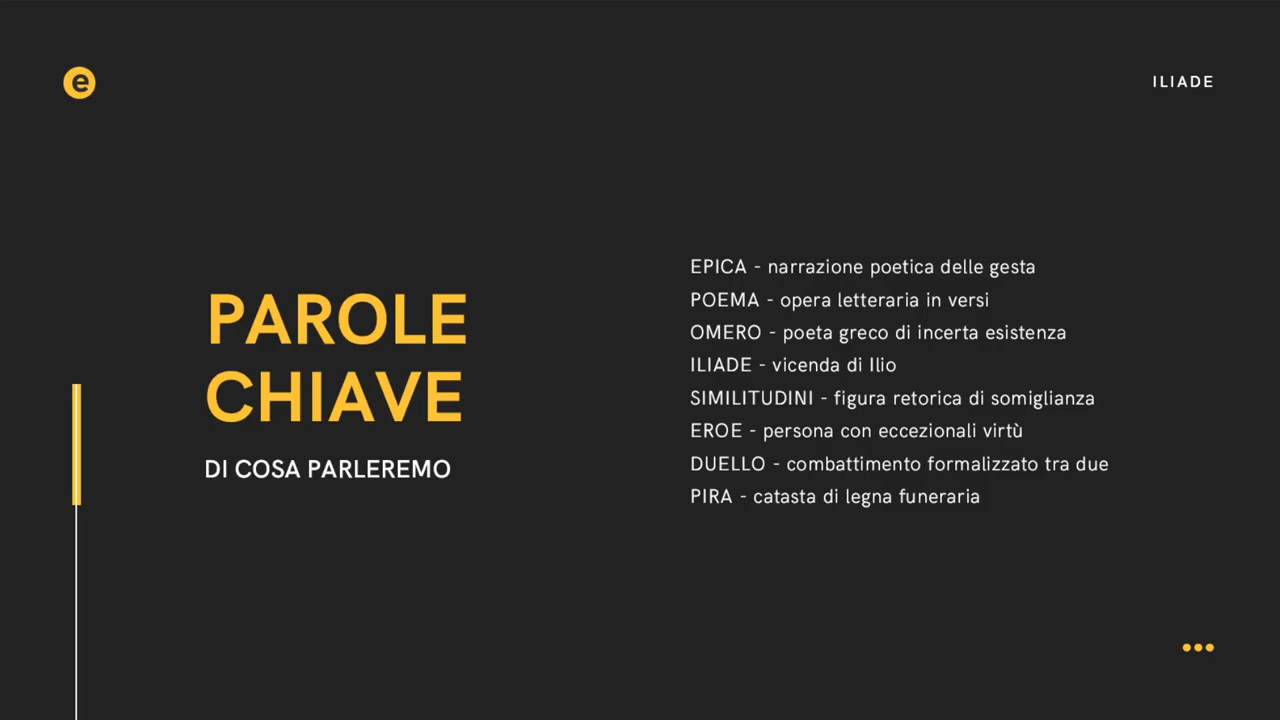 e
ILIADE
PAROLE
CHIAVE
DI COSA PARLEREMO
EPICA - narrazione poetica delle gesta
POEMA - opera letteraria in versi
OMERO - poeta greco di incerta esistenza
ILIADE - vicenda di Ilio
SIMILITUDINI - figura retorica di somiglianza
EROE - persona con eccezionali virtù
DUELLO - combattimento formalizzato tra due
PIRA - catasta di legna funeraria